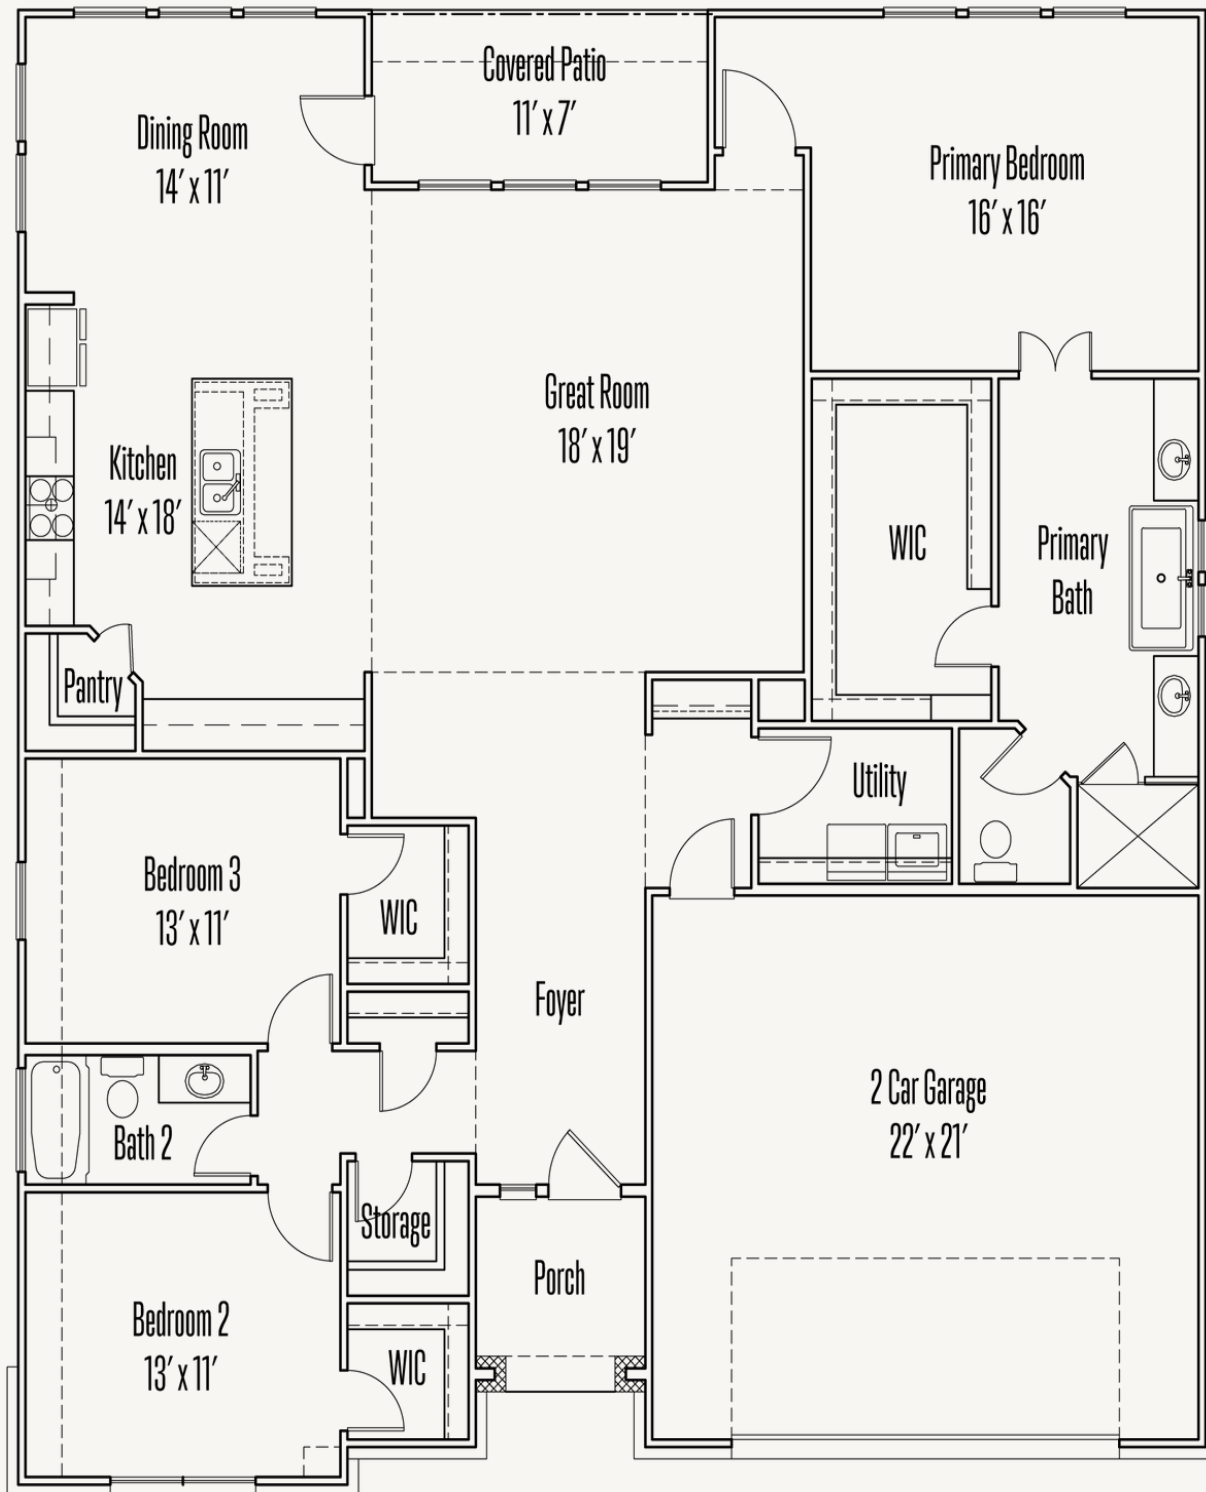 Covered Patio
11' x 7'
Dining Room
14' x 11'
Primary Bedroom
16' x 16'
Great Room
18' x 19'
Kitchen
14' x 18'
WIC
Primary
Bath
Pantry
Utility
Bedroom 3
13' x 11'
WIC
Foyer
2 Car Garage
22' x 21'
Bath 2
Storage
Porch
Bedroom 2
13' x 11'
WIC